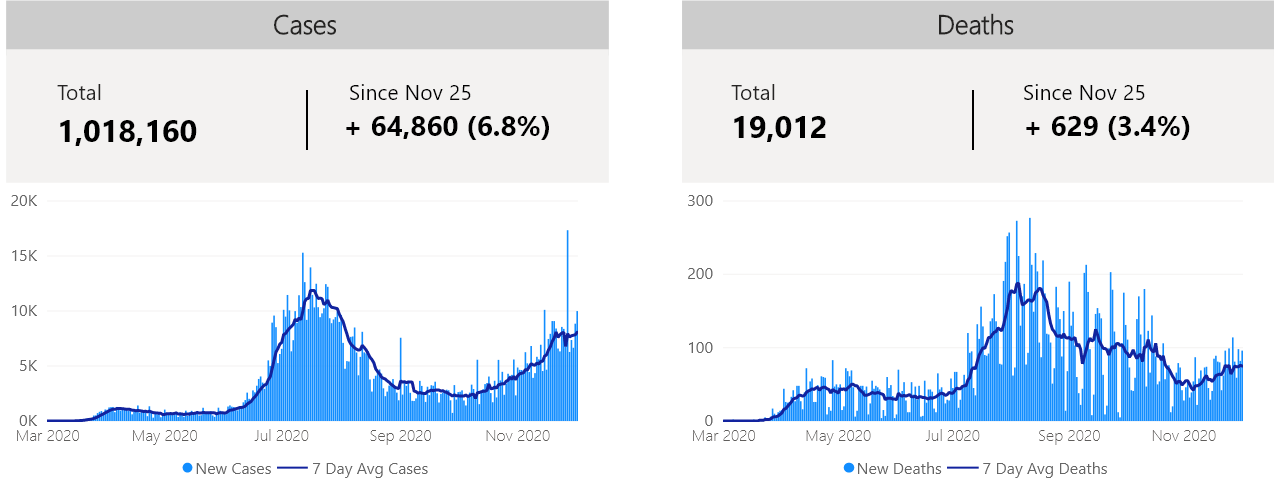 Cases
Total
1,018,160
Since Nov 25
+ 64,860 (6.8%)
20K
15K
10K
5K
0K
Mar 2020 May 2020 Jul 2020 Sep 2020 Nov 2020
New Cases 7 Day Avg Cases
Deaths
Total
19,012
Since Nov 25
+ 629 (3.4%)
300
200
100
0
Mar 2020 May 2020 Jul 2020 Sep 2020 Nov 2020
New Deaths 7 Day Avg Deaths